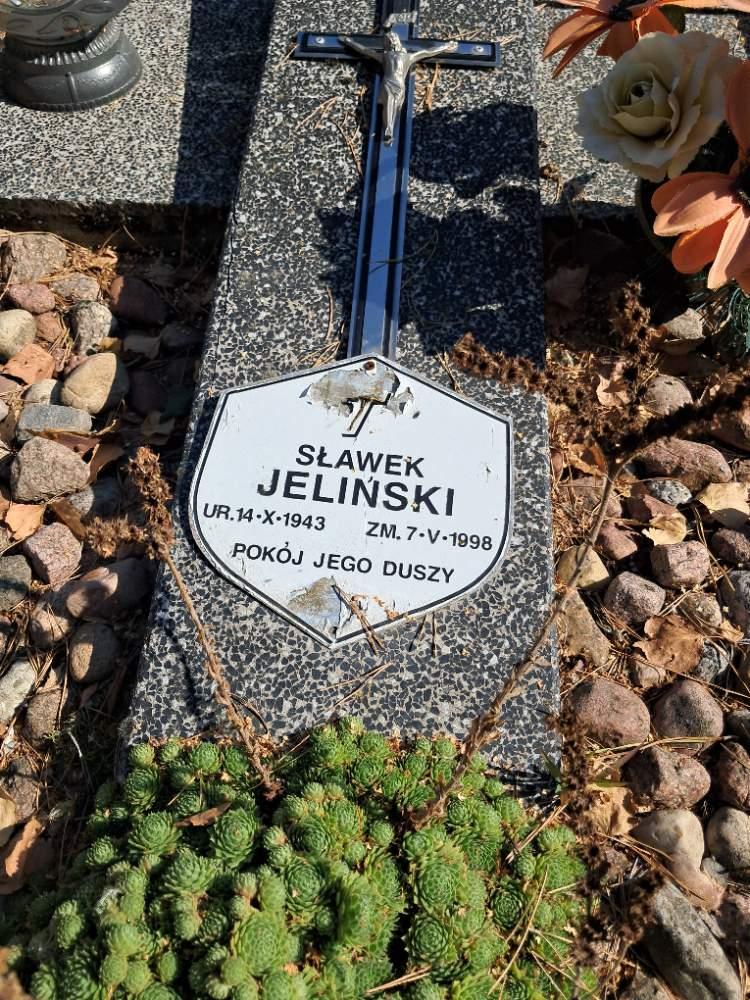 SŁAWEK
JELIŃSKI
UR. 14·X·1943 ZM. 7·V·1998
POKÓJ JEGO DUSZY